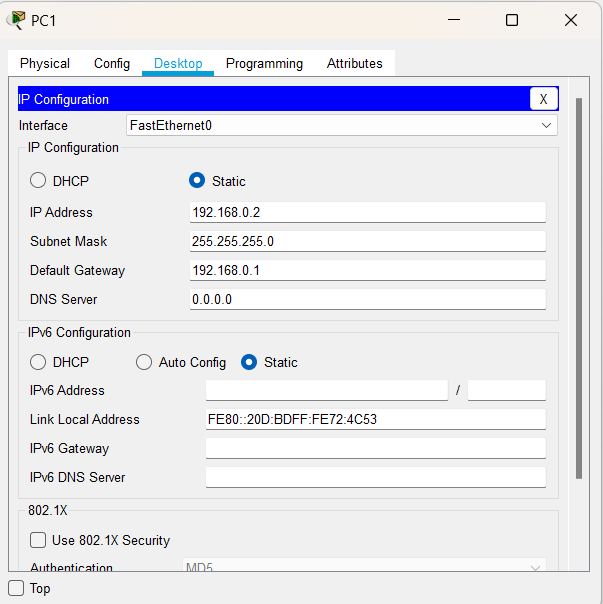 PC1
Physical Config Desktop Programming Attributes
IP Configuration X
Interface FastEthernet0
IP Configuration
DHCP Static
IP Address 192.168.0.2
Subnet Mask 255.255.255.0
Default Gateway 192.168.0.1
DNS Server 0.0.0.0
IPv6 Configuration
DHCP Auto Config Static
IPv6 Address /
Link Local Address FE80::20D:BDFF:FE72:4C53
IPv6 Gateway
IPv6 DNS Server
802.1X
Use 802.1X Security
Authentication MD5
Top